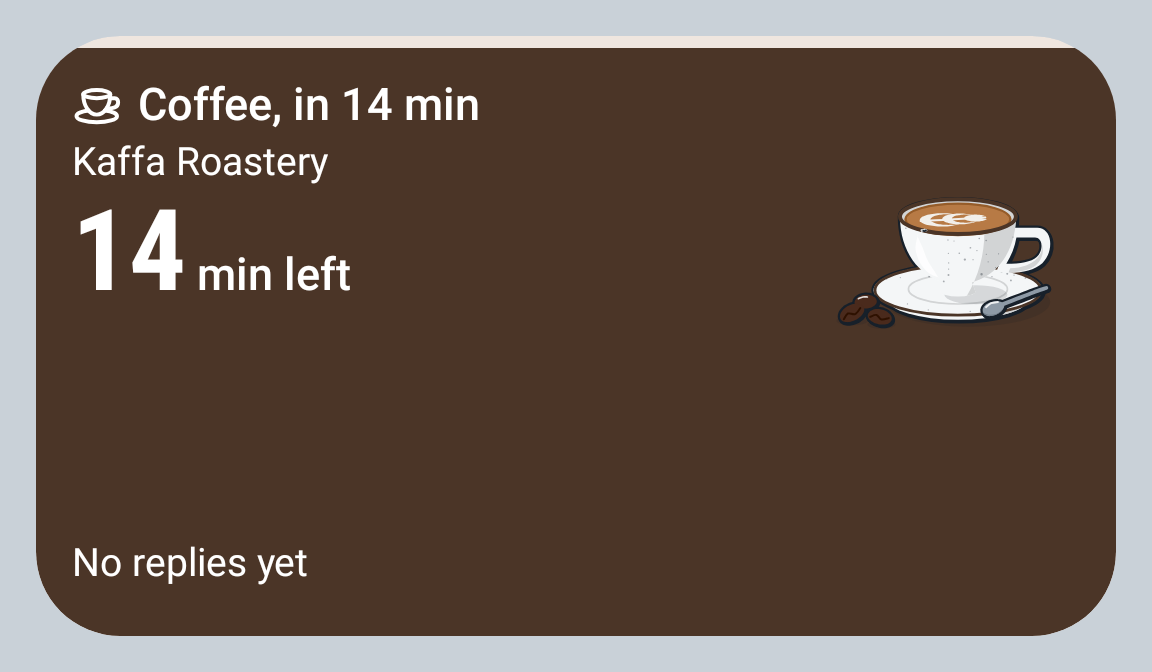 Coffee, in 14 min
Kaffa Roastery
14 min left
No replies yet